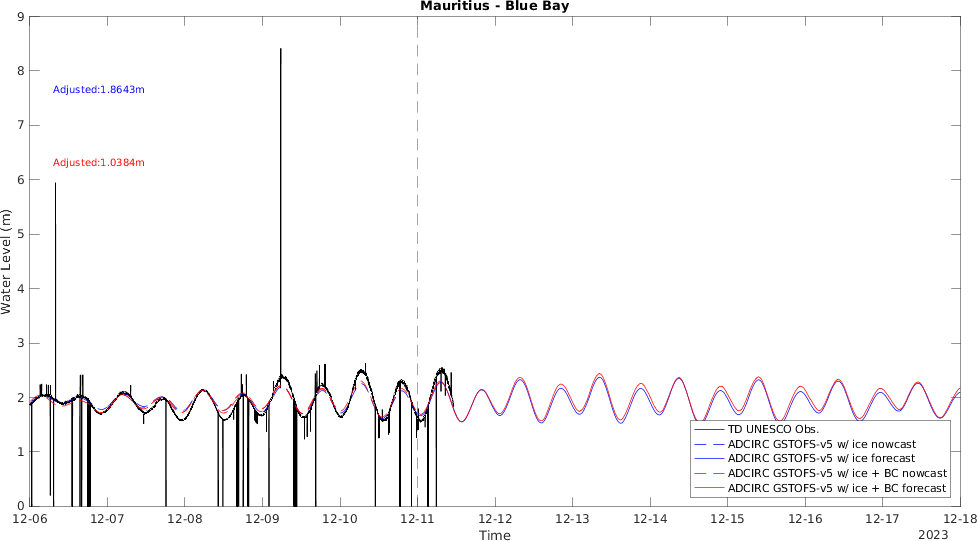 Mauritius - Blue Bay
Water Level (m)
9
8
7
6
5
4
3
2
1
0
Adjusted:1.8643m
Adjusted:1.0384m
TD UNESCO Obs.
ADCIRC GSTOFS-v5 w/ ice nowcast
ADCIRC GSTOFS-v5 w/ ice forecast
ADCIRC GSTOFS-v5 w/ ice + BC nowcast
ADCIRC GSTOFS-v5 w/ ice + BC forecast
12-06 12-07 12-08 12-09 12-10 12-11 12-12 12-13 12-14 12-15 12-16 12-17 12-18
Time
2023